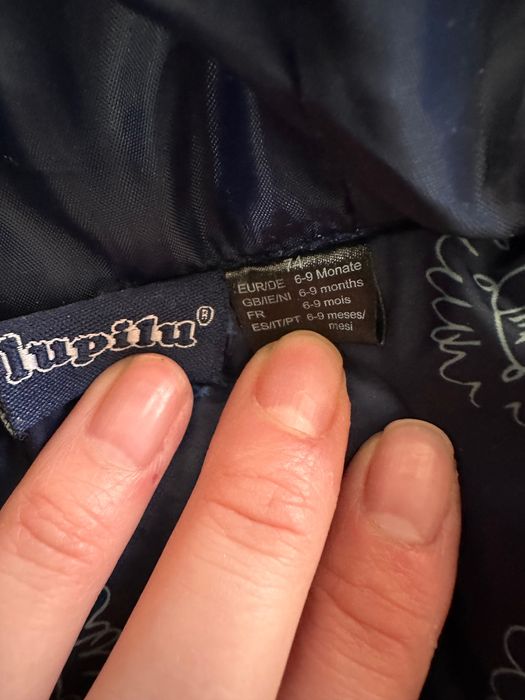 lupilu®
74
EUR/DE 6-9 Monate
GB/IE/NI 6-9 months
FR 6-9 mois
ES/IT/PT 6-9 meses/
mesi